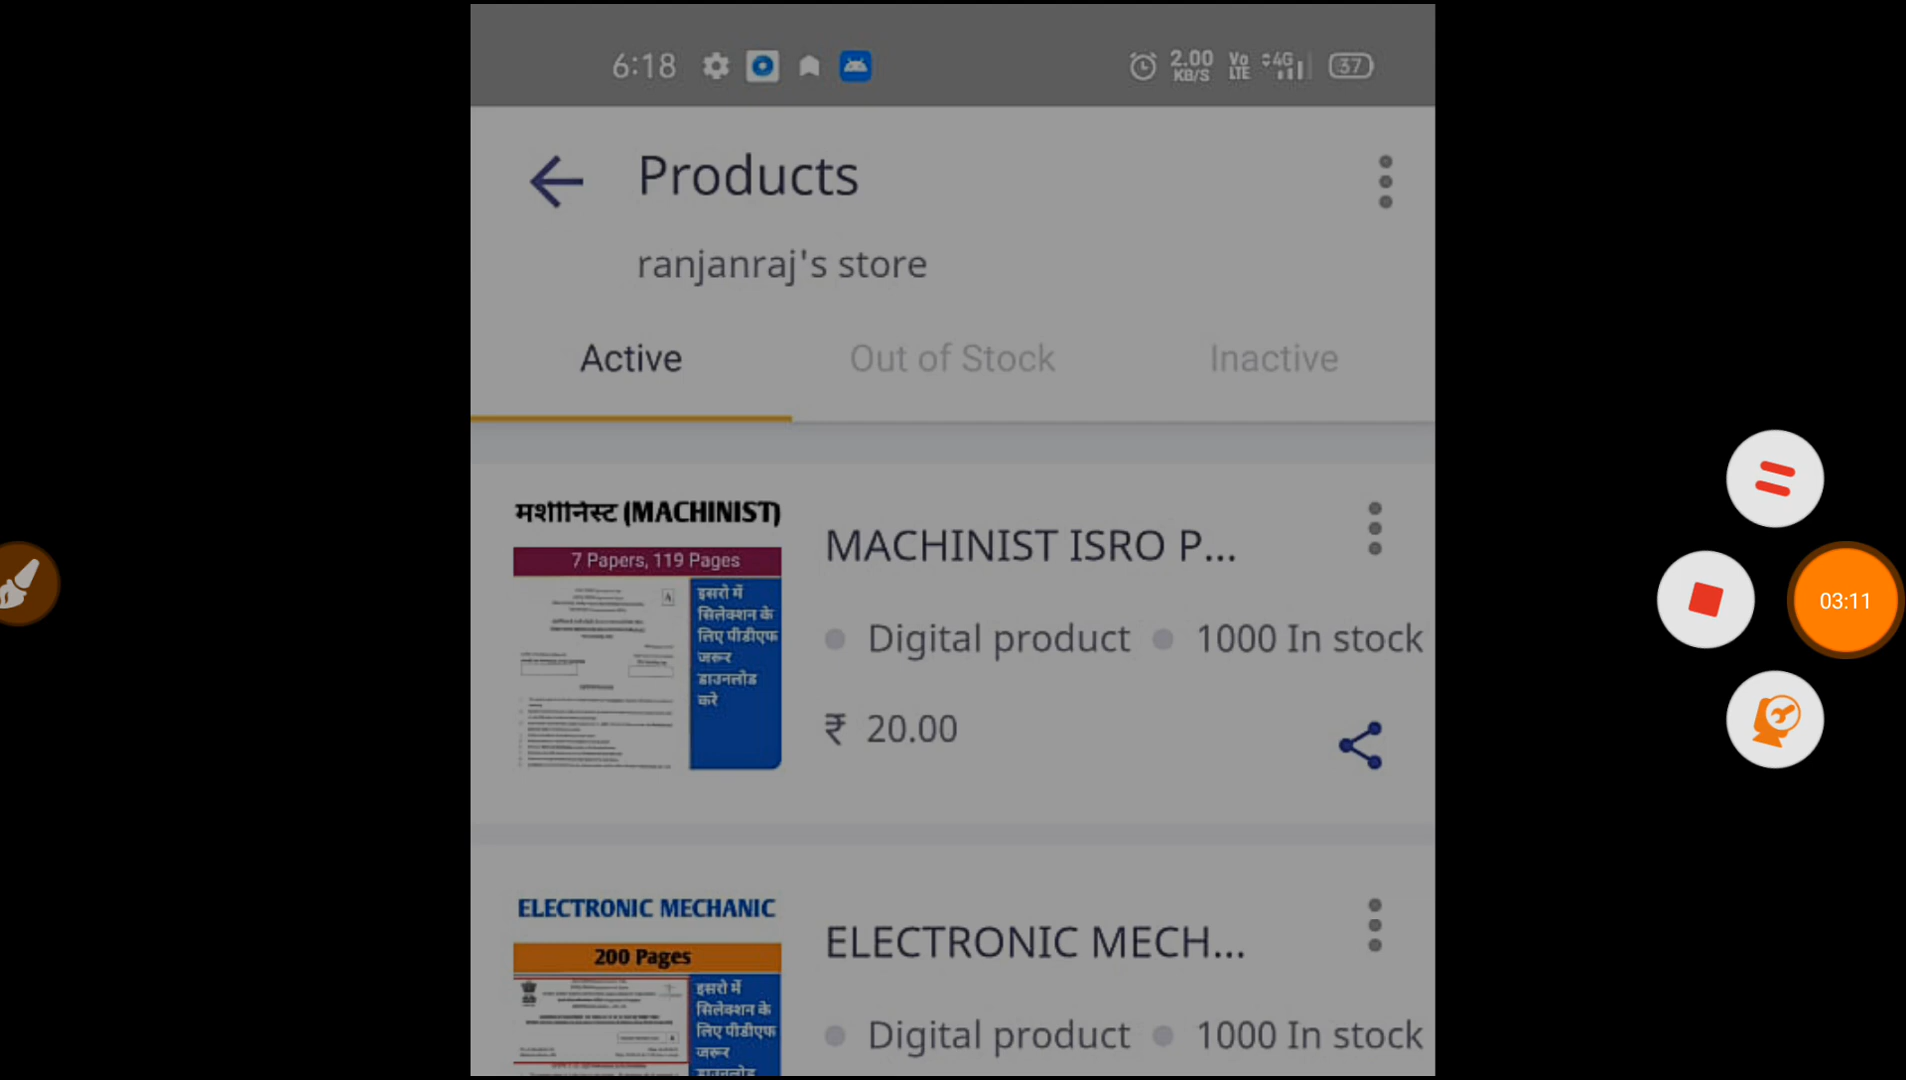 6:18
2.00 KB/S Vo LTE 4G 37
Products
ranjanraj's store
Active Out of Stock Inactive
मशीनिस्ट (MACHINIST)
7 Papers, 119 Pages
A
इसरो में
सिलेक्शन के
लिए पीडीएफ
जरूर
डाउनलोड
करे
MACHINIST ISRO P...
Digital product 1000 In stock
₹ 20.00
03:11
ELECTRONIC MECHANIC
200 Pages
इसरो में
सिलेक्शन के
लिए पीडीएफ
जरूर
ELECTRONIC MECH...
Digital product 1000 In stock